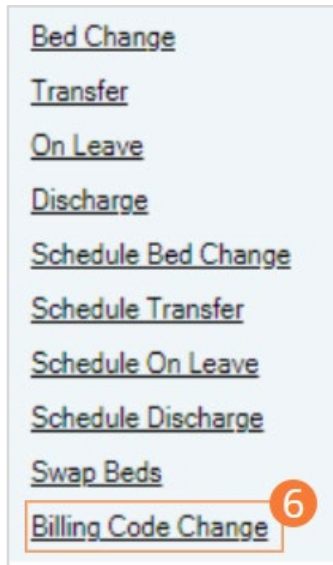 Bed Change
Transfer
On Leave
Discharge
Schedule Bed Change
Schedule Transfer
Schedule On Leave
Schedule Discharge
Swap Beds
Billing Code Change 6